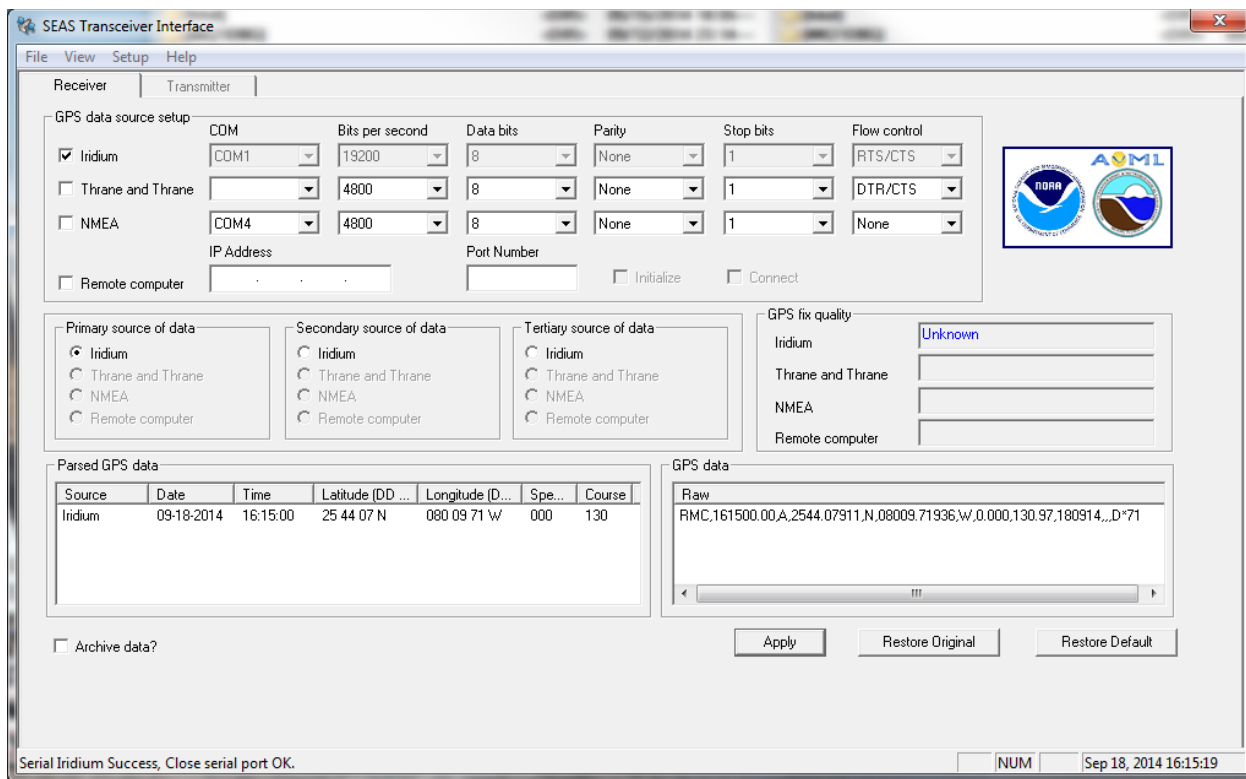 SEAS Transceiver Interface
File View Setup Help
Receiver Transmitter
GPS data source setup
COM Bits per second Data bits Parity Stop bits Flow control
Iridium COM1 19200 8 None 1 RTS/CTS
Thrane and Thrane 4800 8 None 1 DTR/CTS
NMEA COM4 4800 8 None 1 None
IP Address Port Number
Remote computer . . . Initialize Connect
NOAA AOML
Primary source of data Secondary source of data Tertiary source of data GPS fix quality
Iridium Iridium Iridium Iridium Unknown
Thrane and Thrane Thrane and Thrane Thrane and Thrane Thrane and Thrane
NMEA NMEA NMEA NMEA
Remote computer Remote computer Remote computer Remote computer
Parsed GPS data GPS data
Source Date Time Latitude (DD ... Longitude (D... Spe... Course Raw
Iridium 09-18-2014 16:15:00 25 44 07 N 080 09 71 W 000 130 RMC,161500.00,A,2544.07911,N,08009.71936,W,0.000,130.97,180914,,,D*71
Archive data? Apply Restore Original Restore Default
Serial Iridium Success, Close serial port OK. NUM Sep 18, 2014 16:15:19